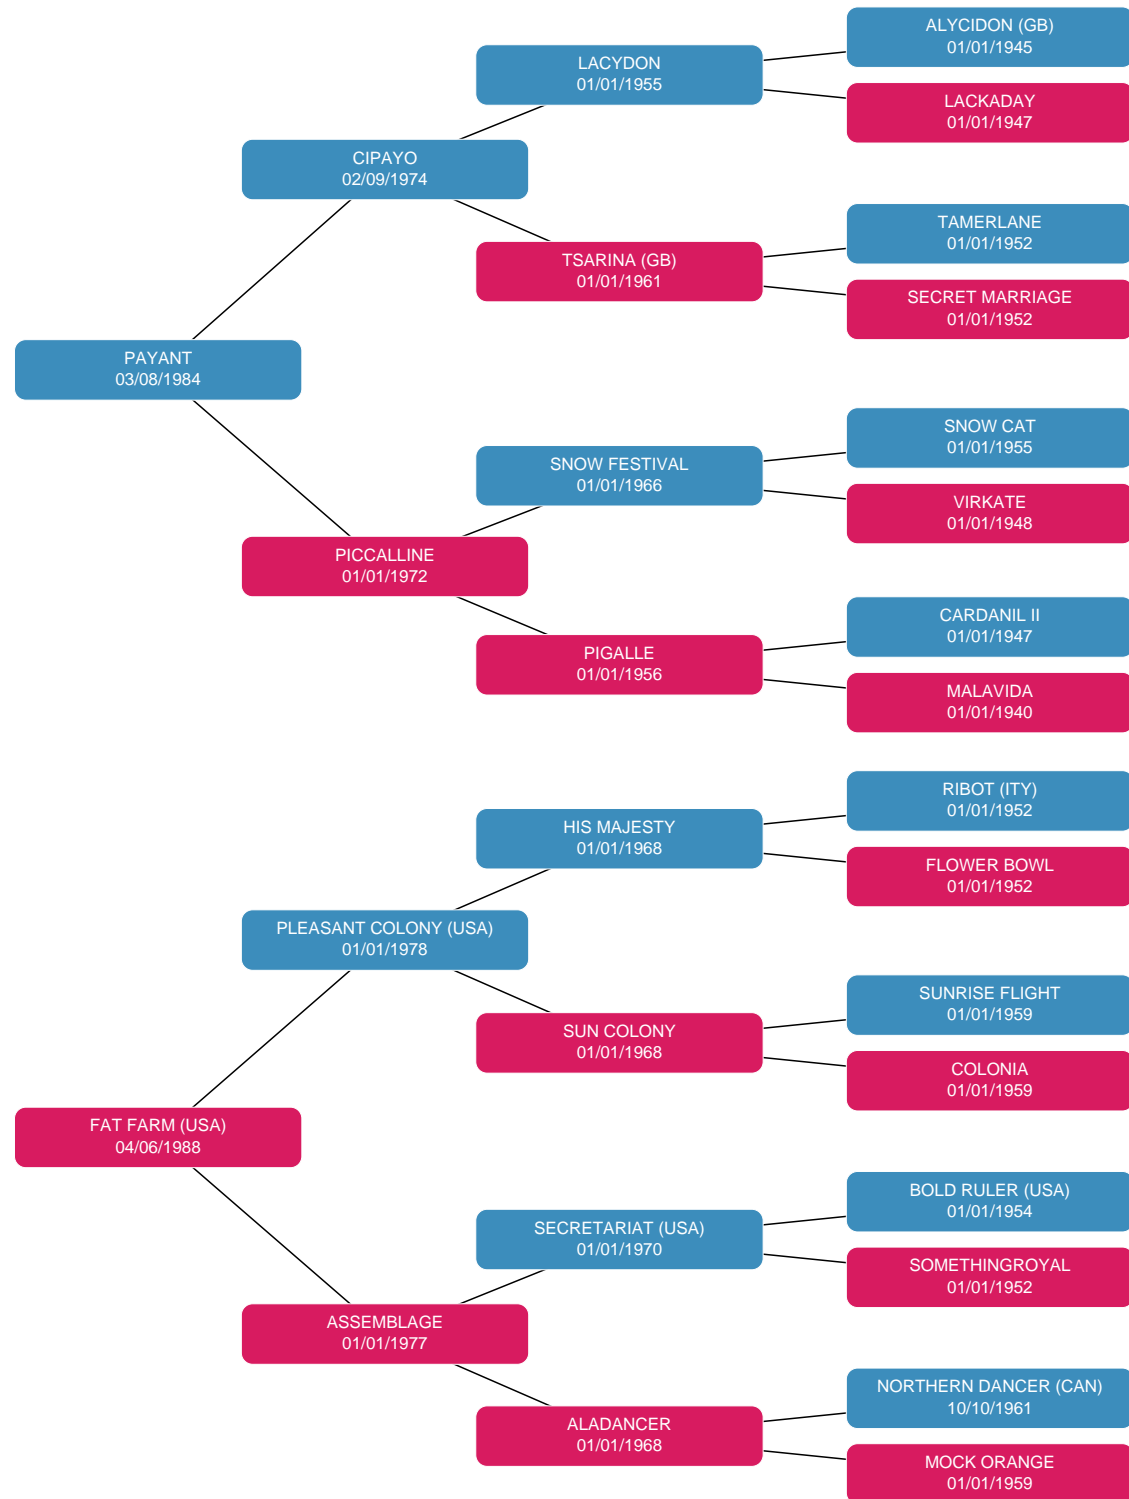 ALYCIDON (GB)
01/01/1945
LACYDON
01/01/1955
LACKADAY
01/01/1947
CIPAYO
02/09/1974
TAMERLANE
01/01/1952
TSARINA (GB)
01/01/1961
SECRET MARRIAGE
01/01/1952
PAYANT
03/08/1984
SNOW CAT
01/01/1955
SNOW FESTIVAL
01/01/1966
VIRKATE
01/01/1948
PICCALLINE
01/01/1972
CARDANIL II
01/01/1947
PIGALLE
01/01/1956
MALAVIDA
01/01/1940
RIBOT (ITY)
01/01/1952
HIS MAJESTY
01/01/1968
FLOWER BOWL
01/01/1952
PLEASANT COLONY (USA)
01/01/1978
SUNRISE FLIGHT
01/01/1959
SUN COLONY
01/01/1968
COLONIA
01/01/1959
FAT FARM (USA)
04/06/1988
BOLD RULER (USA)
01/01/1954
SECRETARIAT (USA)
01/01/1970
SOMETHINGROYAL
01/01/1952
ASSEMBLAGE
01/01/1977
NORTHERN DANCER (CAN)
10/10/1961
ALADANCER
01/01/1968
MOCK ORANGE
01/01/1959